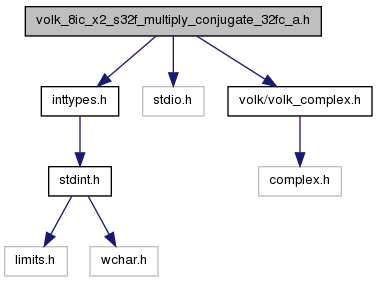 volk_8ic_x2_s32f_multiply_conjugate_32fc_a.h
inttypes.h
stdio.h
volk/volk_complex.h
stdint.h
complex.h
limits.h
wchar.h